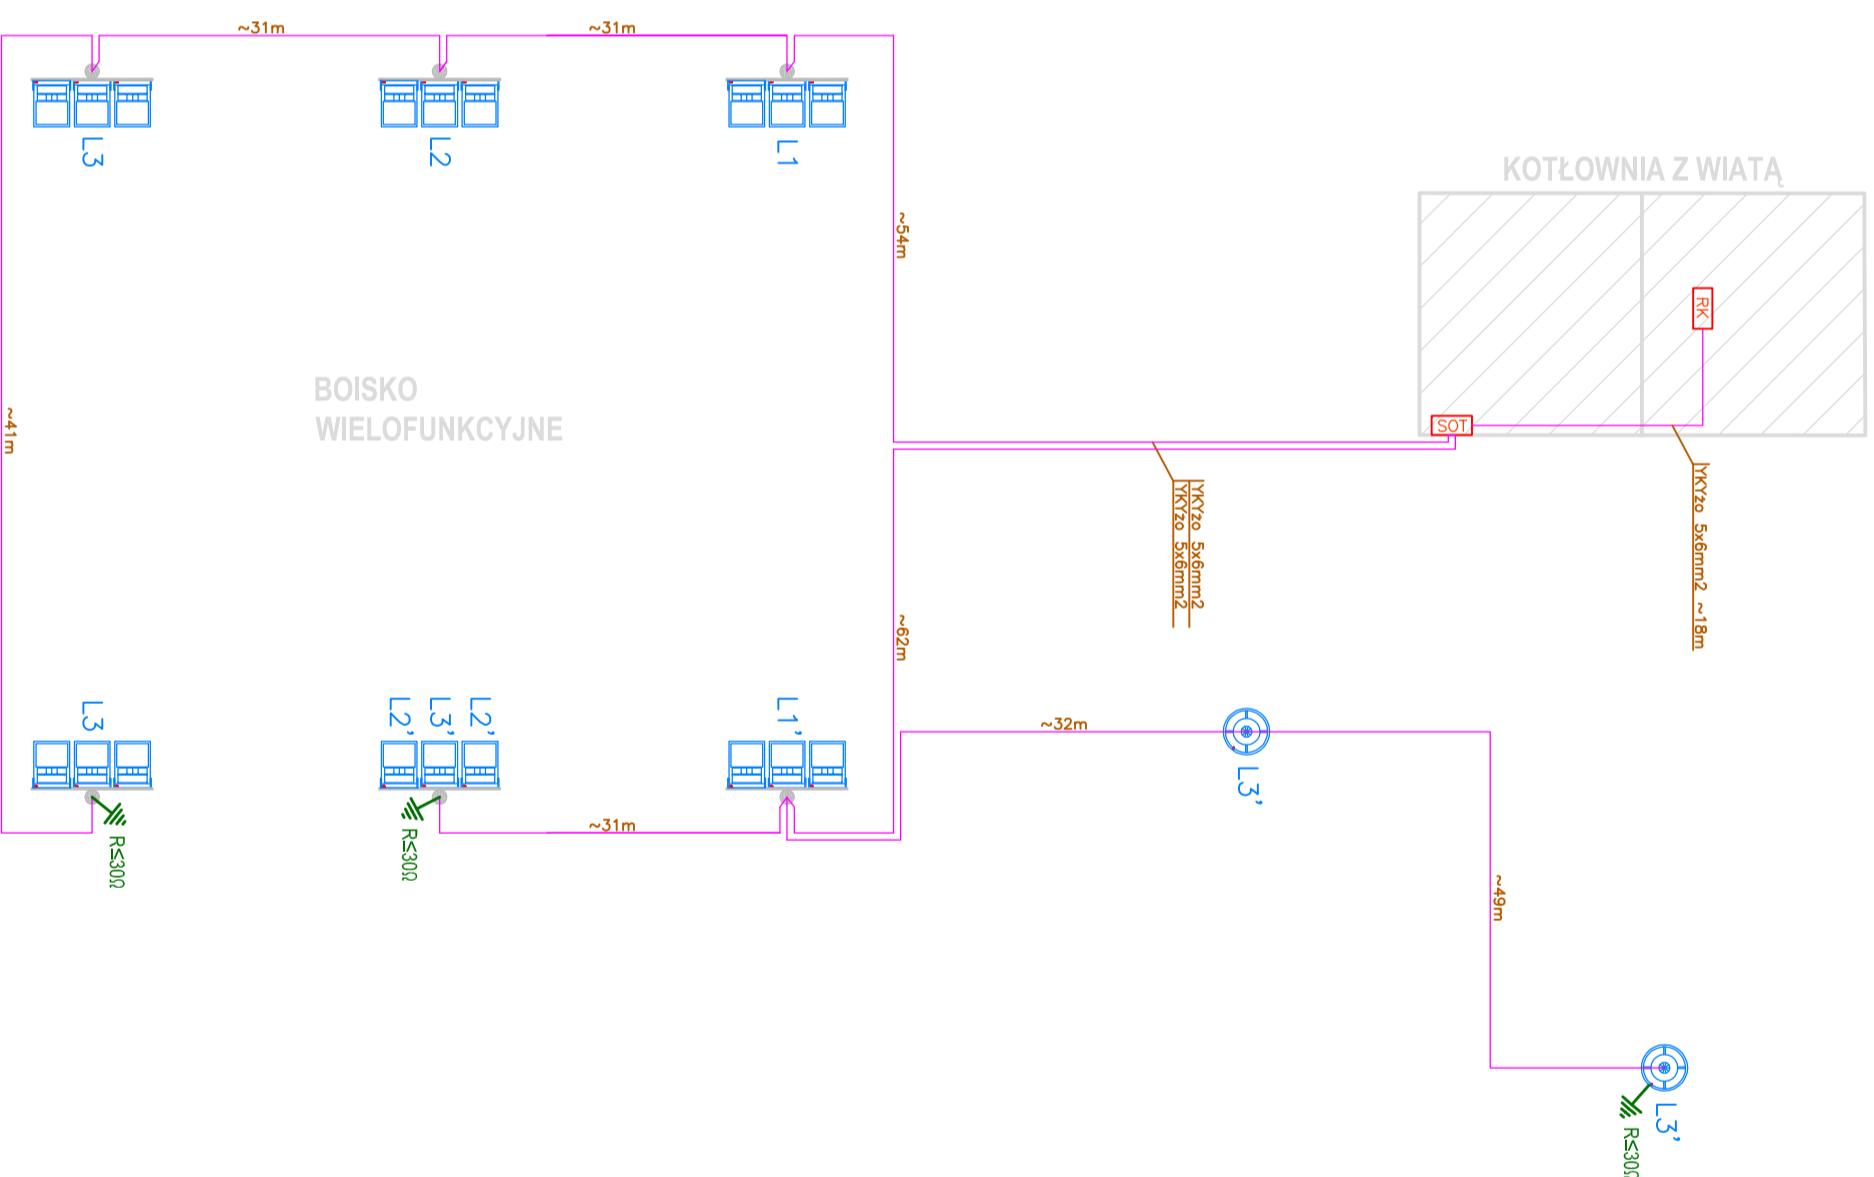 ~31m
~31m
L3
L2
L1
KOTŁOWNIA Z WIATĄ
~54m
RK
BOISKO
WIELOFUNKCYJNE
~41m
SOT
YKYżo 5x6mm2
YKYżo 5x6mm2
YKYżo 5x6mm2 ~18m
~62m
L3
L2'
L3'
L2'
L1'
~32m
L3'
~31m
R≤30Ω
R≤30Ω
~49m
L3'
R≤30Ω